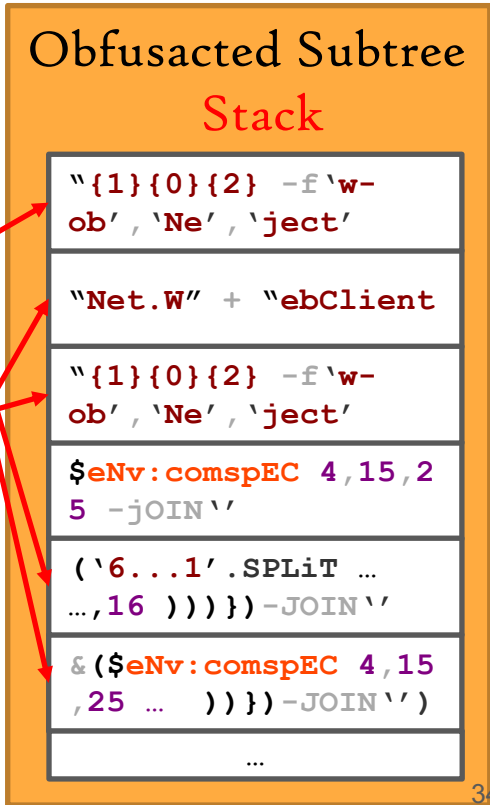 Obfusacted Subtree
Stack
“{1}{0}{2} -f‘w-
ob’,‘Ne’,‘ject’
“Net.W” + “ebClient
“{1}{0}{2} -f‘w-
ob’,‘Ne’,‘ject’
$eNv:comspEC 4,15,2
5 -jOIN‘’
(‘6...1’.SPLiT …
…,16 )))})-JOIN‘’
&($eNv:comspEC 4,15
,25 … ))})-JOIN‘’)
…